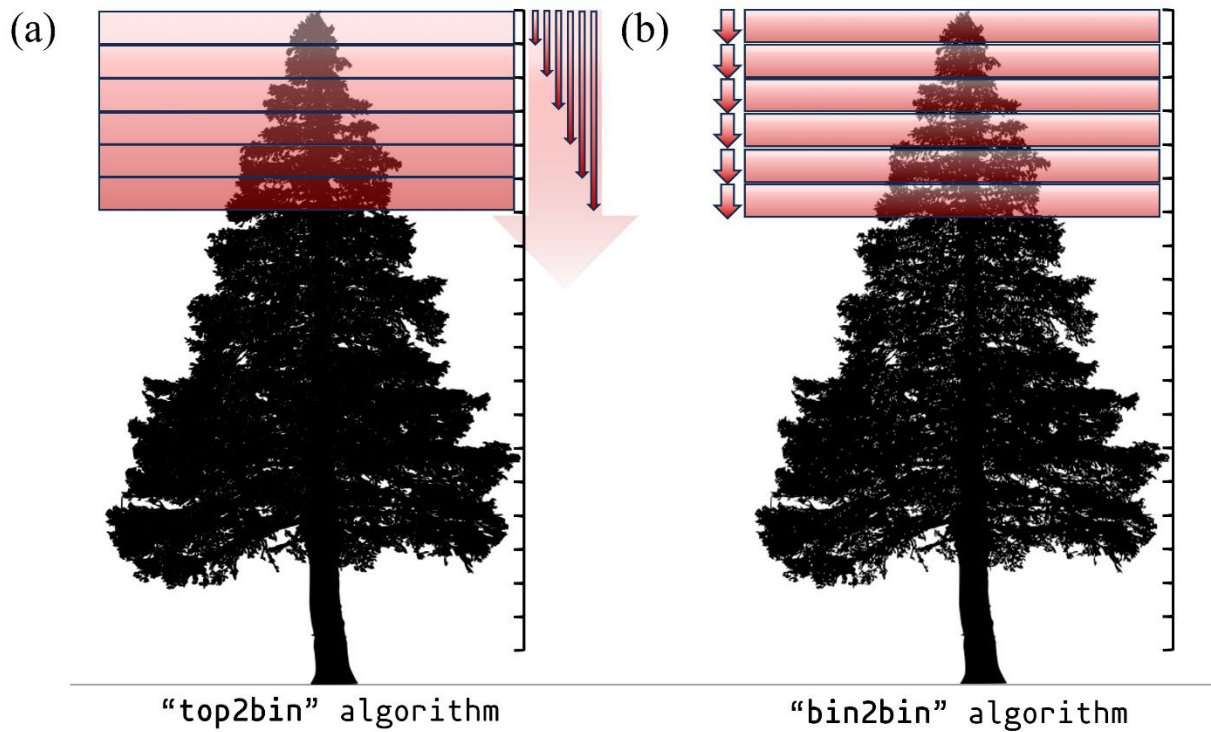 (a)
(b)
“top2bin” algorithm
“bin2bin” algorithm